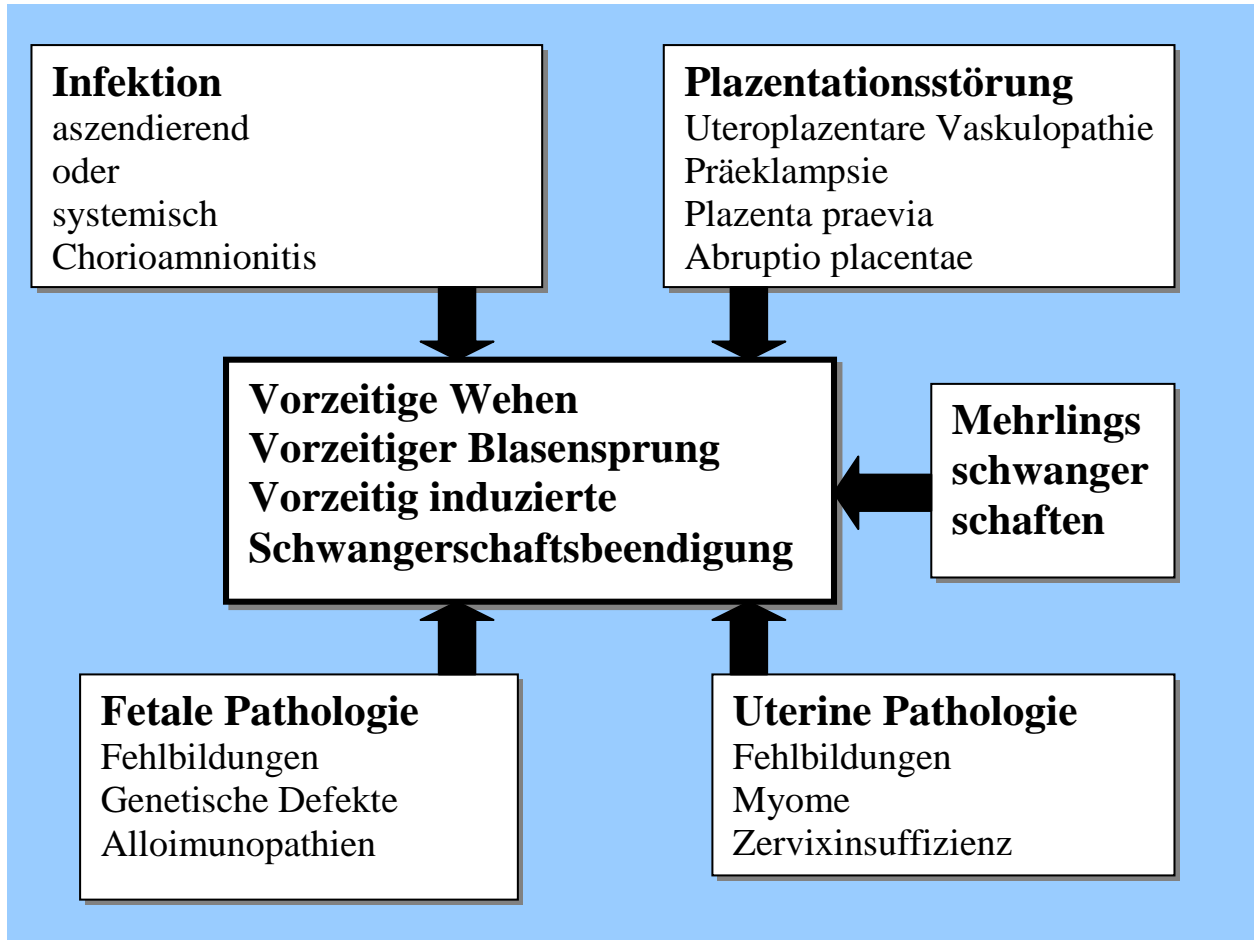 Infektion
aszendierend
oder
systemisch
Chorioamnionitis
Plazentationsstörung
Uteroplazentare Vaskulopathie
Präeklampsie
Plazenta praevia
Abruptio placentae
Vorzeitige Wehen
Vorzeitiger Blasensprung
Vorzeitig induzierte
Schwangerschaftsbeendigung
Mehrlings
schwanger
schaften
Fetale Pathologie
Fehlbildungen
Genetische Defekte
Alloimunopathien
Uterine Pathologie
Fehlbildungen
Myome
Zervixinsuffizienz